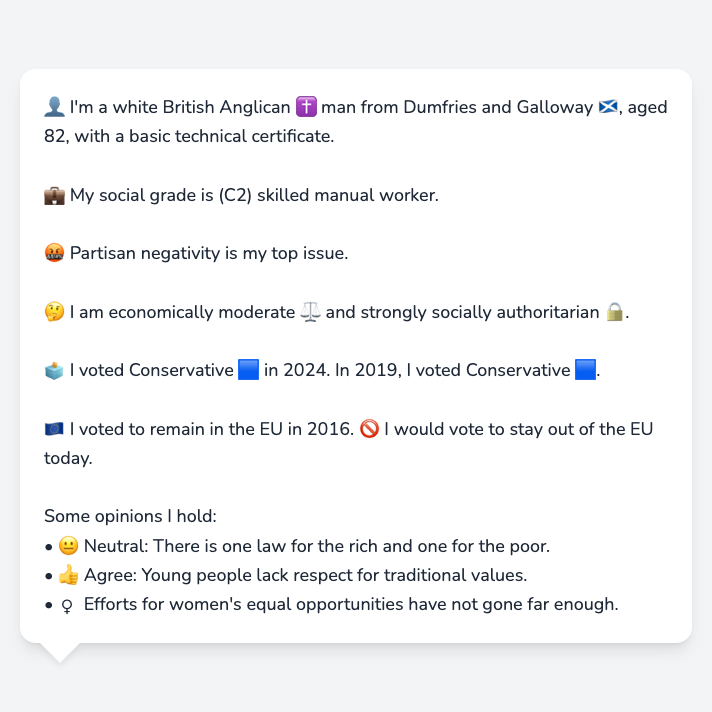 👤 I'm a white British Anglican ✝️ man from Dumfries and Galloway 🏴󠁧󠁢󠁳󠁣󠁴󠁿, aged
82, with a basic technical certificate.
💼 My social grade is (C2) skilled manual worker.
🤬 Partisan negativity is my top issue.
🤔 I am economically moderate ⚖️ and strongly socially authoritarian 🔒.
🗳️ I voted Conservative 🟦 in 2024. In 2019, I voted Conservative 🟦.
🇪🇺 I voted to remain in the EU in 2016. 🚫 I would vote to stay out of the EU
today.
Some opinions I hold:
• 😐 Neutral: There is one law for the rich and one for the poor.
• 👍 Agree: Young people lack respect for traditional values.
• ♀ Efforts for women's equal opportunities have not gone far enough.